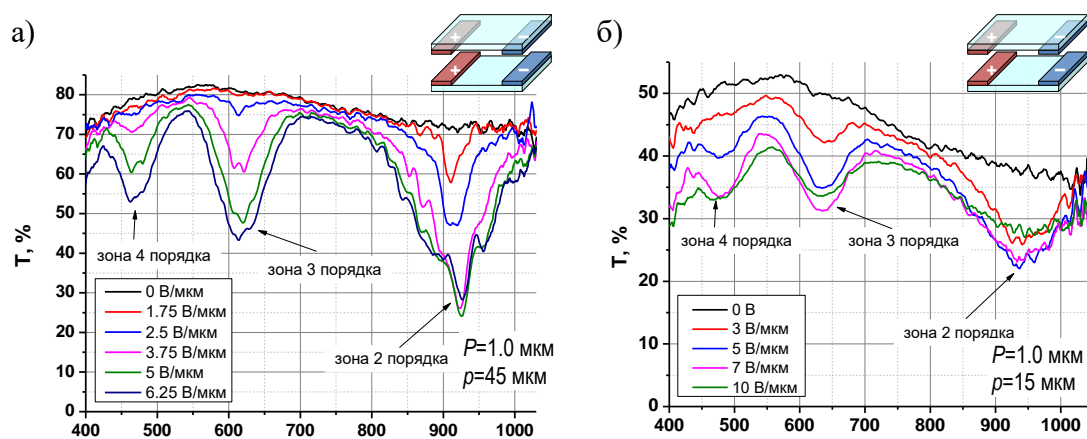 а)
+
−
+
−
T, %
80
70
60
50
40
30
20
10
0
400
500
600
700
800
900
1000
зона 4 порядка
зона 3 порядка
зона 2 порядка
0 В/мкм
1.75 В/мкм
2.5 В/мкм
3.75 В/мкм
5 В/мкм
6.25 В/мкм
P=1.0 мкм
p=45 мкм
б)
+
−
+
−
T, %
50
40
30
20
10
0
400
500
600
700
800
900
1000
зона 4 порядка
зона 3 порядка
зона 2 порядка
0 В
3 В/мкм
5 В/мкм
7 В/мкм
10 В/мкм
P=1.0 мкм
p=15 мкм